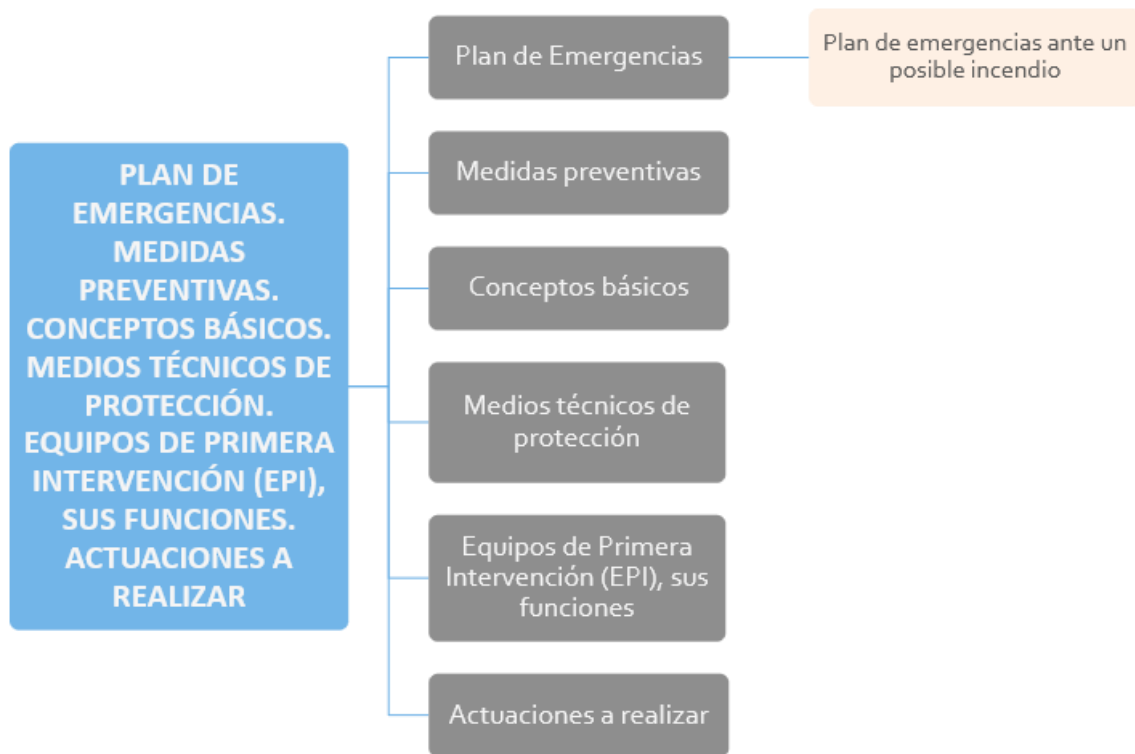 PLAN DE
EMERGENCIAS.
MEDIDAS
PREVENTIVAS.
CONCEPTOS BÁSICOS.
MEDIOS TÉCNICOS DE
PROTECCIÓN.
EQUIPOS DE PRIMERA
INTERVENCIÓN (EPI),
SUS FUNCIONES.
ACTUACIONES A
REALIZAR
Plan de Emergencias
Plan de emergencias ante un
posible incendio
Medidas preventivas
Conceptos básicos
Medios técnicos de
protección
Equipos de Primera
Intervención (EPI), sus
funciones
Actuaciones a realizar